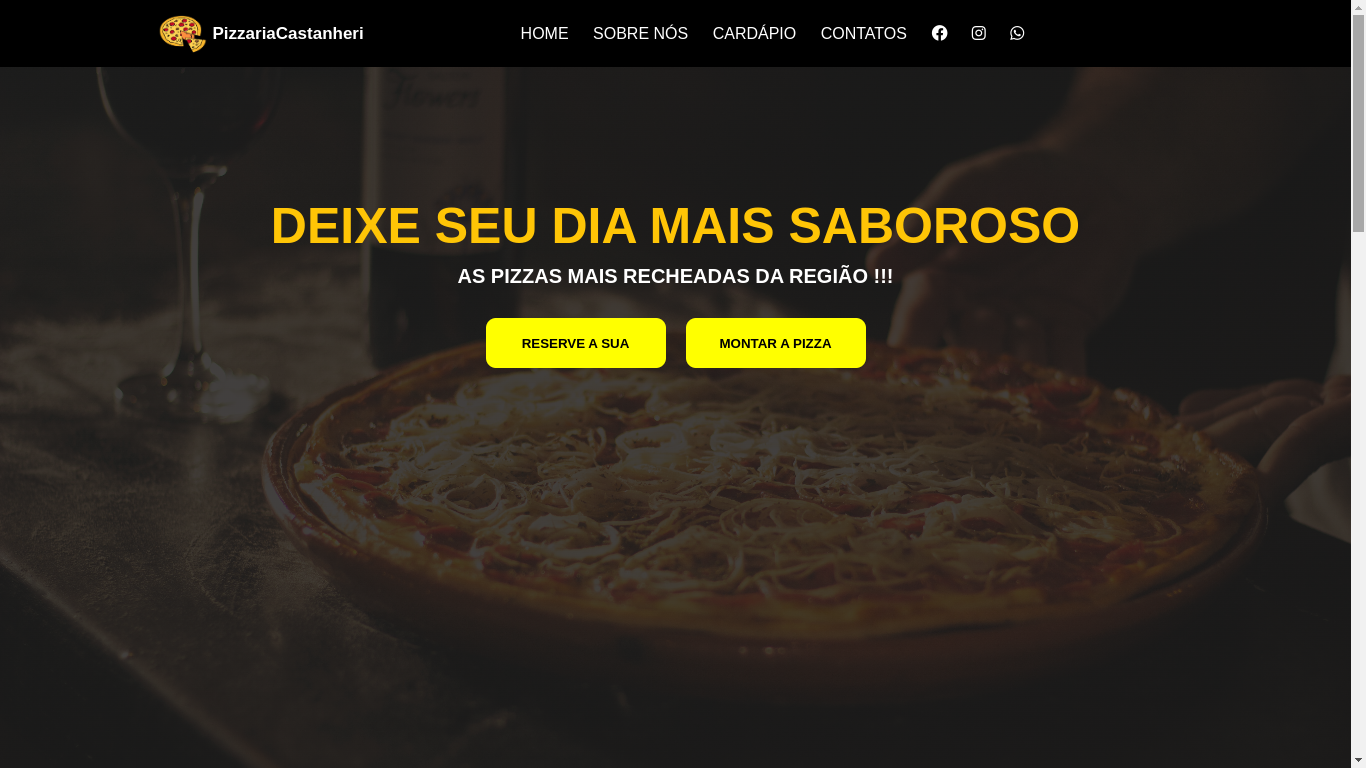 PizzariaCastanheri
HOME SOBRE NÓS CARDÁPIO CONTATOS
Flowers
DEIXE SEU DIA MAIS SABOROSO
AS PIZZAS MAIS RECHEADAS DA REGIÃO !!!
RESERVE A SUA MONTAR A PIZZA